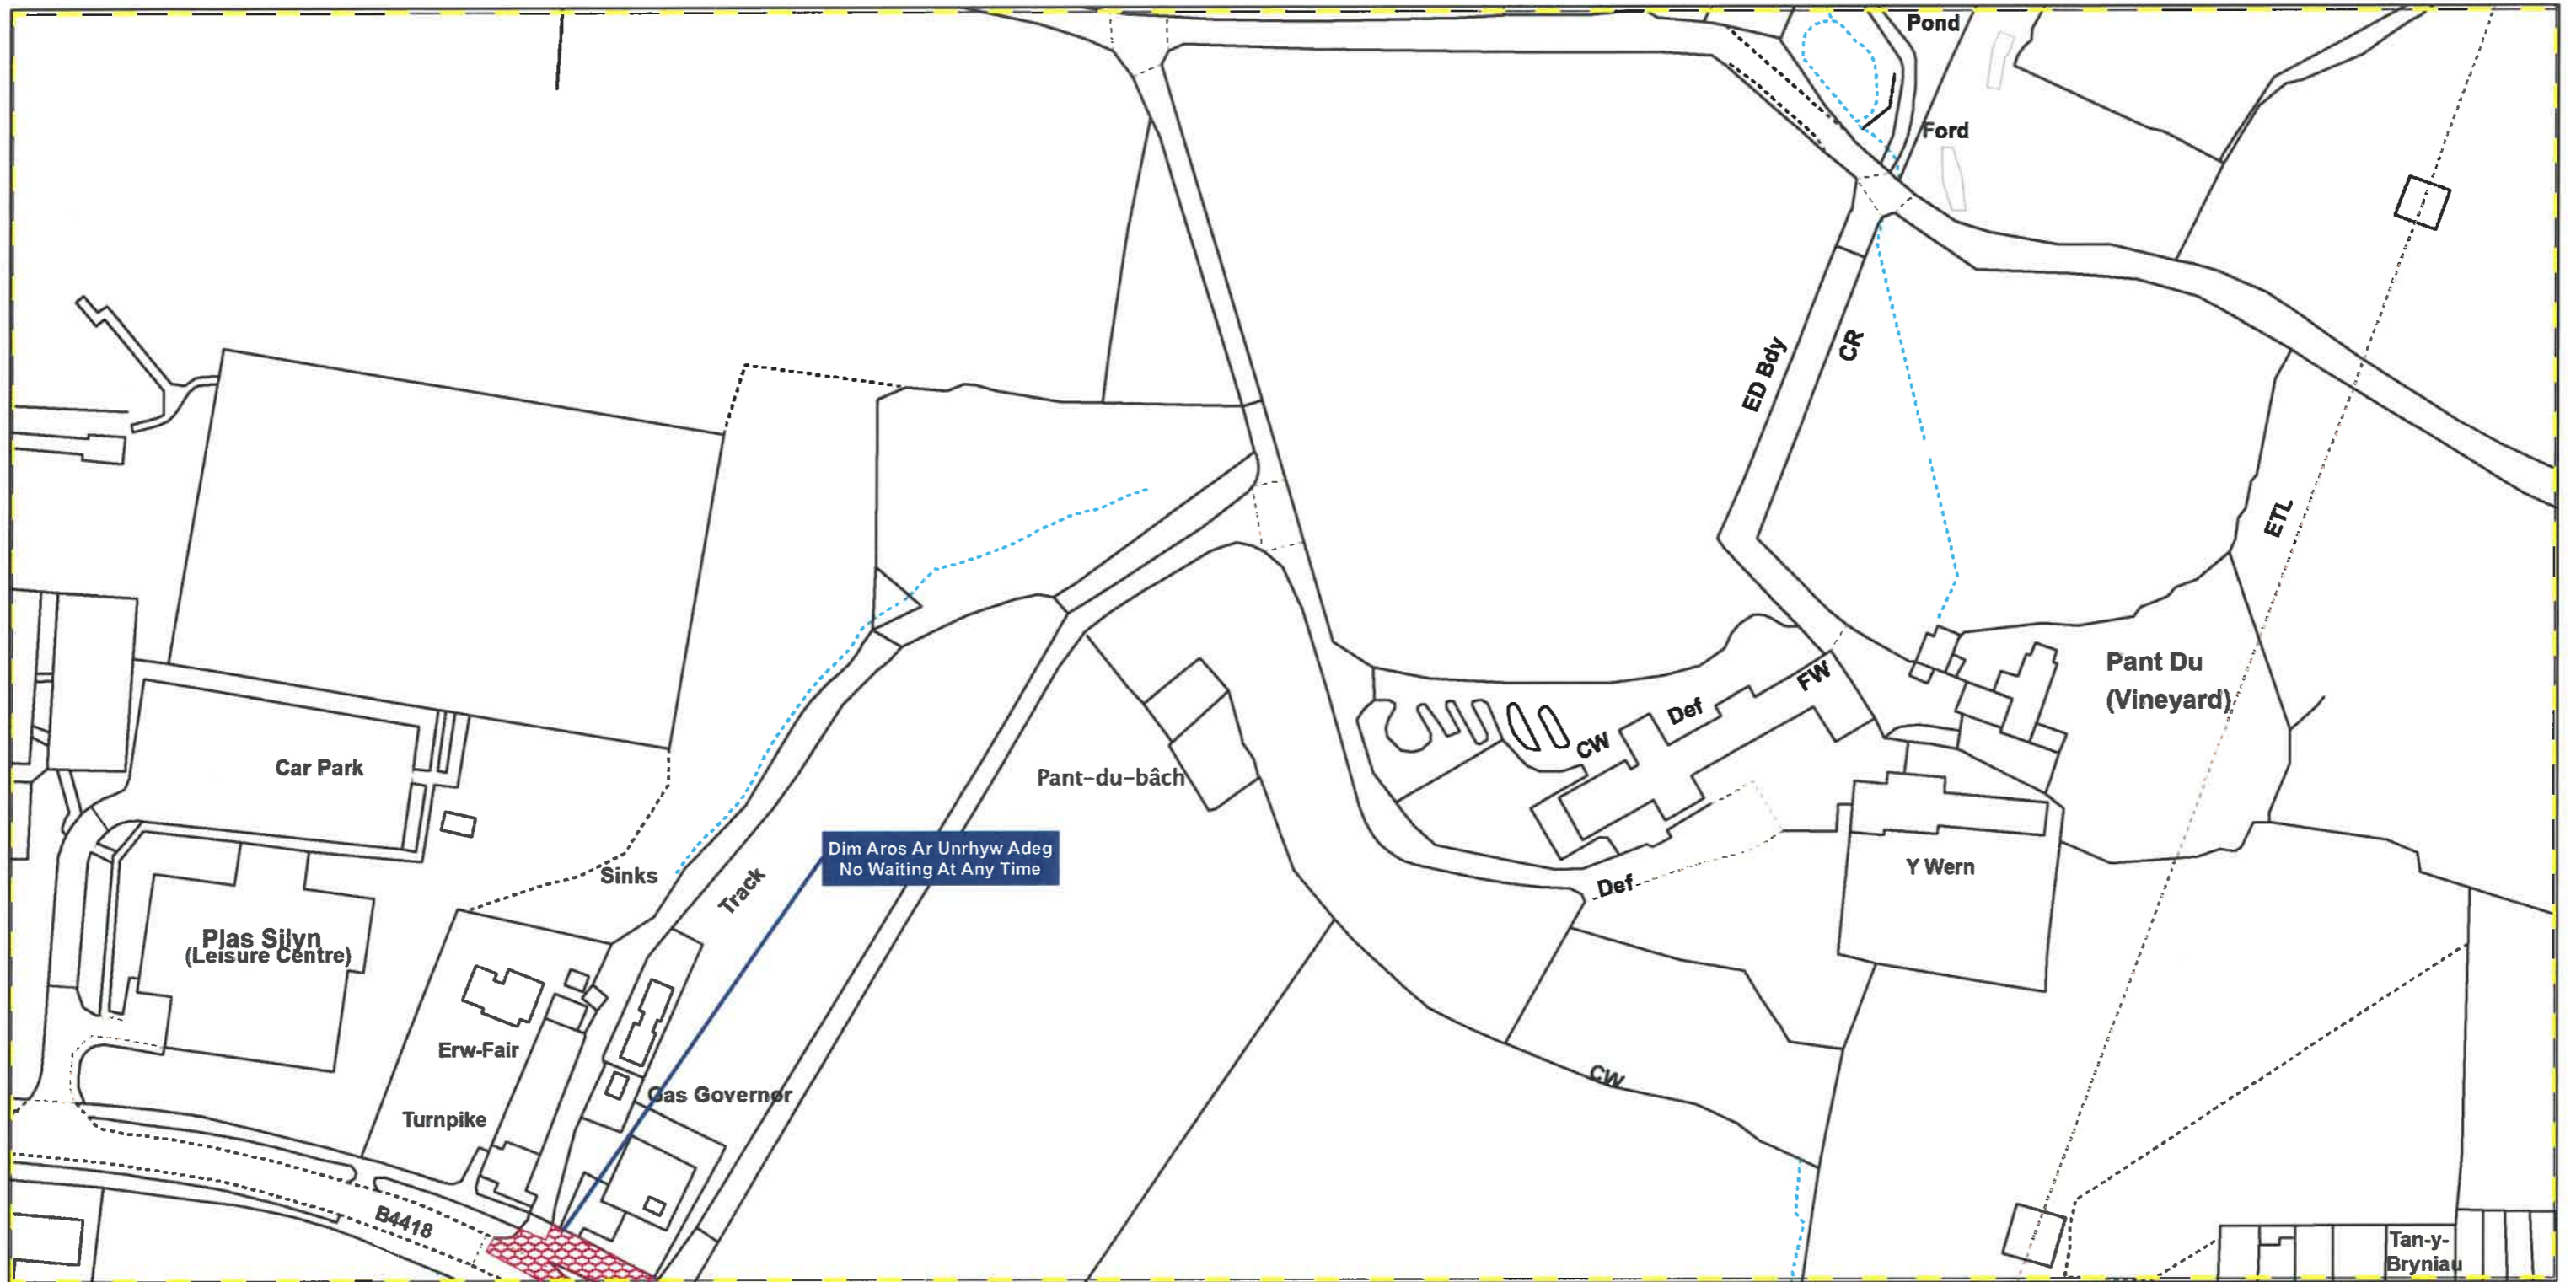 Pond
Ford
ED Bdy
CR
ETL
Pant Du
(Vineyard)
FW
Def
CW
Car Park
Pant-du-bâch
Dim Aros Ar Unrhyw Adeg
No Waiting At Any Time
Y Wern
Sinks
Track
Def
Plas Silyn
(Leisure Centre)
Erw-Fair
CW
Gas Governor
Turnpike
B4418
Tan-y-
Bryniau